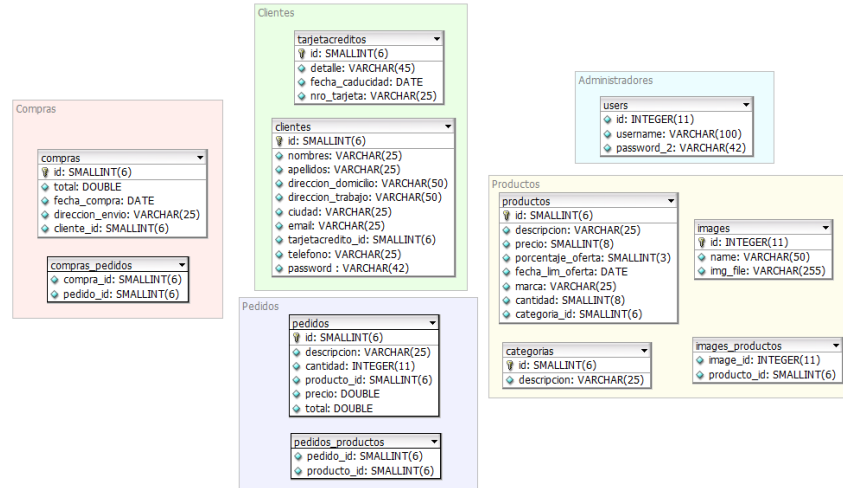 Clientes
tarjetacreditos
id: SMALLINT(6)
detalle: VARCHAR(45)
fecha_caducidad: DATE
nro_tarjeta: VARCHAR(25)
clientes
id: SMALLINT(6)
nombres: VARCHAR(25)
apelidos: VARCHAR(25)
direccion_domicilio: VARCHAR(50)
direccion_trabajo: VARCHAR(50)
ciudad: VARCHAR(25)
email: VARCHAR(25)
tarjetacredito_id: SMALLINT(6)
telefono: VARCHAR(25)
password : VARCHAR(42)
Administradores
users
id: INTEGER(11)
username: VARCHAR(100)
password_2: VARCHAR(42)
Compras
compras
id: SMALLINT(6)
total: DOUBLE
fecha_compra: DATE
direccion_envio: VARCHAR(25)
cliente_id: SMALLINT(6)
compras_pedidos
compra_id: SMALLINT(6)
pedido_id: SMALLINT(6)
Productos
productos
id: SMALLINT(6)
descripcion: VARCHAR(25)
precio: SMALLINT(8)
porcentaje_oferta: SMALLINT(3)
fecha_lim_oferta: DATE
marca: VARCHAR(25)
cantidad: SMALLINT(8)
categoria_id: SMALLINT(6)
images
id: INTEGER(11)
name: VARCHAR(50)
img_file: VARCHAR(255)
categorias
id: SMALLINT(6)
descripcion: VARCHAR(25)
images_productos
image_id: INTEGER(11)
producto_id: SMALLINT(6)
Pedidos
pedidos
id: SMALLINT(6)
descripcion: VARCHAR(25)
cantidad: INTEGER(11)
producto_id: SMALLINT(6)
precio: DOUBLE
total: DOUBLE
pedidos_productos
pedido_id: SMALLINT(6)
producto_id: SMALLINT(6)